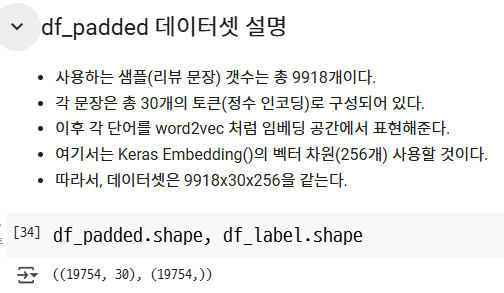 df_padded 데이터셋 설명
사용하는 샘플(리뷰 문장) 갯수는 총 9918개이다.
각 문장은 총 30개의 토큰(정수 인코딩)로 구성되어 있다.
이후 각 단어를 word2vec 처럼 임베딩 공간에서 표현해준다.
여기서는 Keras Embedding()의 벡터 차원(256개) 사용할 것이다.
따라서, 데이터셋은 9918x30x256을 같는다.
[34] df_padded.shape, df_label.shape
((19754, 30), (19754,))